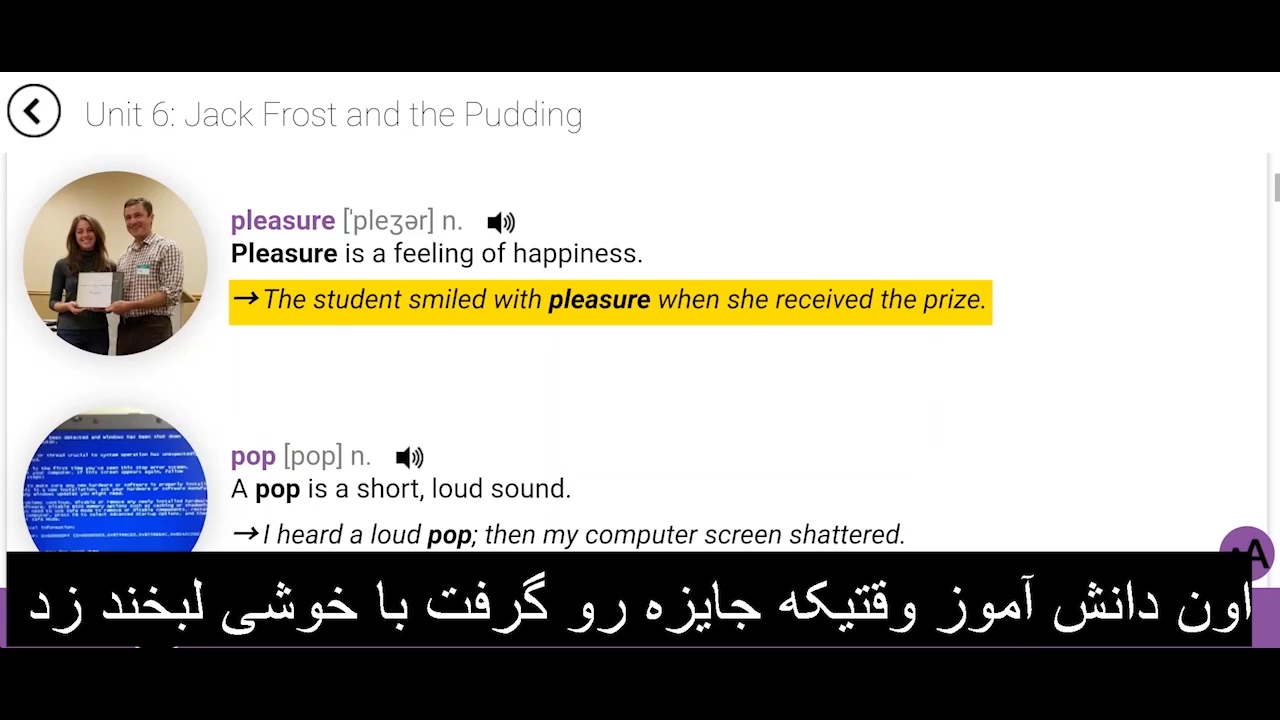 Unit 6: Jack Frost and the Pudding
pleasure [ˈpleʒər] n.
Pleasure is a feeling of happiness.
→ The student smiled with pleasure when she received the prize.
pop [pɒp] n.
A pop is a short, loud sound.
→ I heard a loud pop; then my computer screen shattered.
اون دانش آموز وقتیکه جایزه رو گرفت با خوشی لبخند زد